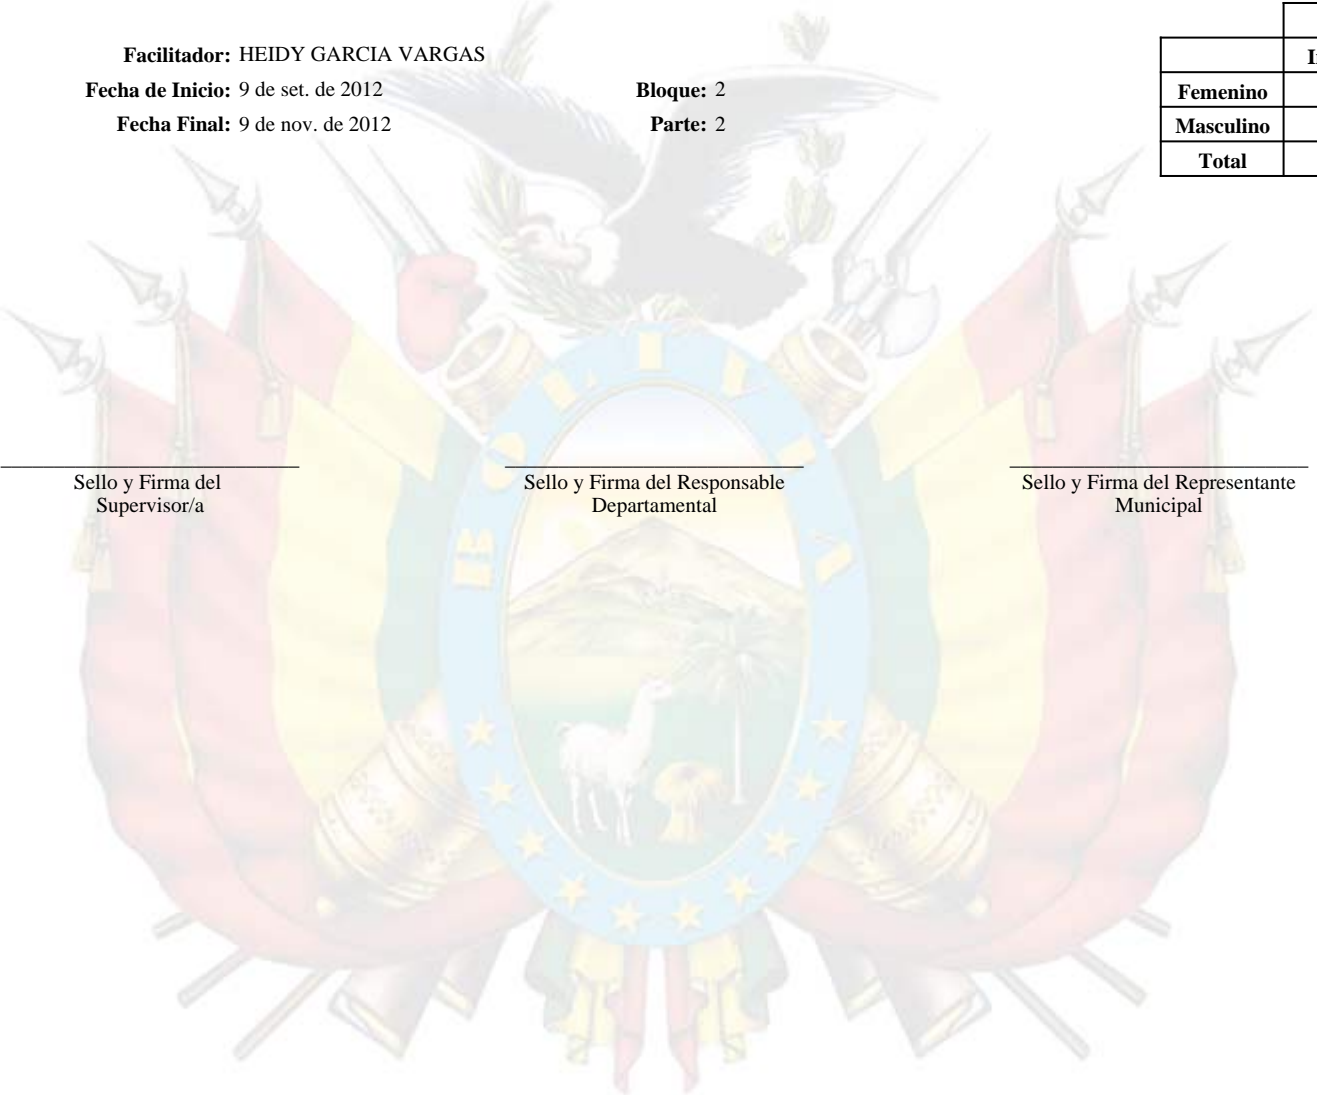 Facilitador: HEIDY GARCIA VARGAS
Fecha de Inicio: 9 de set. de 2012 Bloque: 2
Fecha Final: 9 de nov. de 2012 Parte: 2
Femenino
Masculino
Total
Sello y Firma del
Supervisor/a
Sello y Firma del Responsable
Departamental
Sello y Firma del Representante
Municipal
BOLIVIA